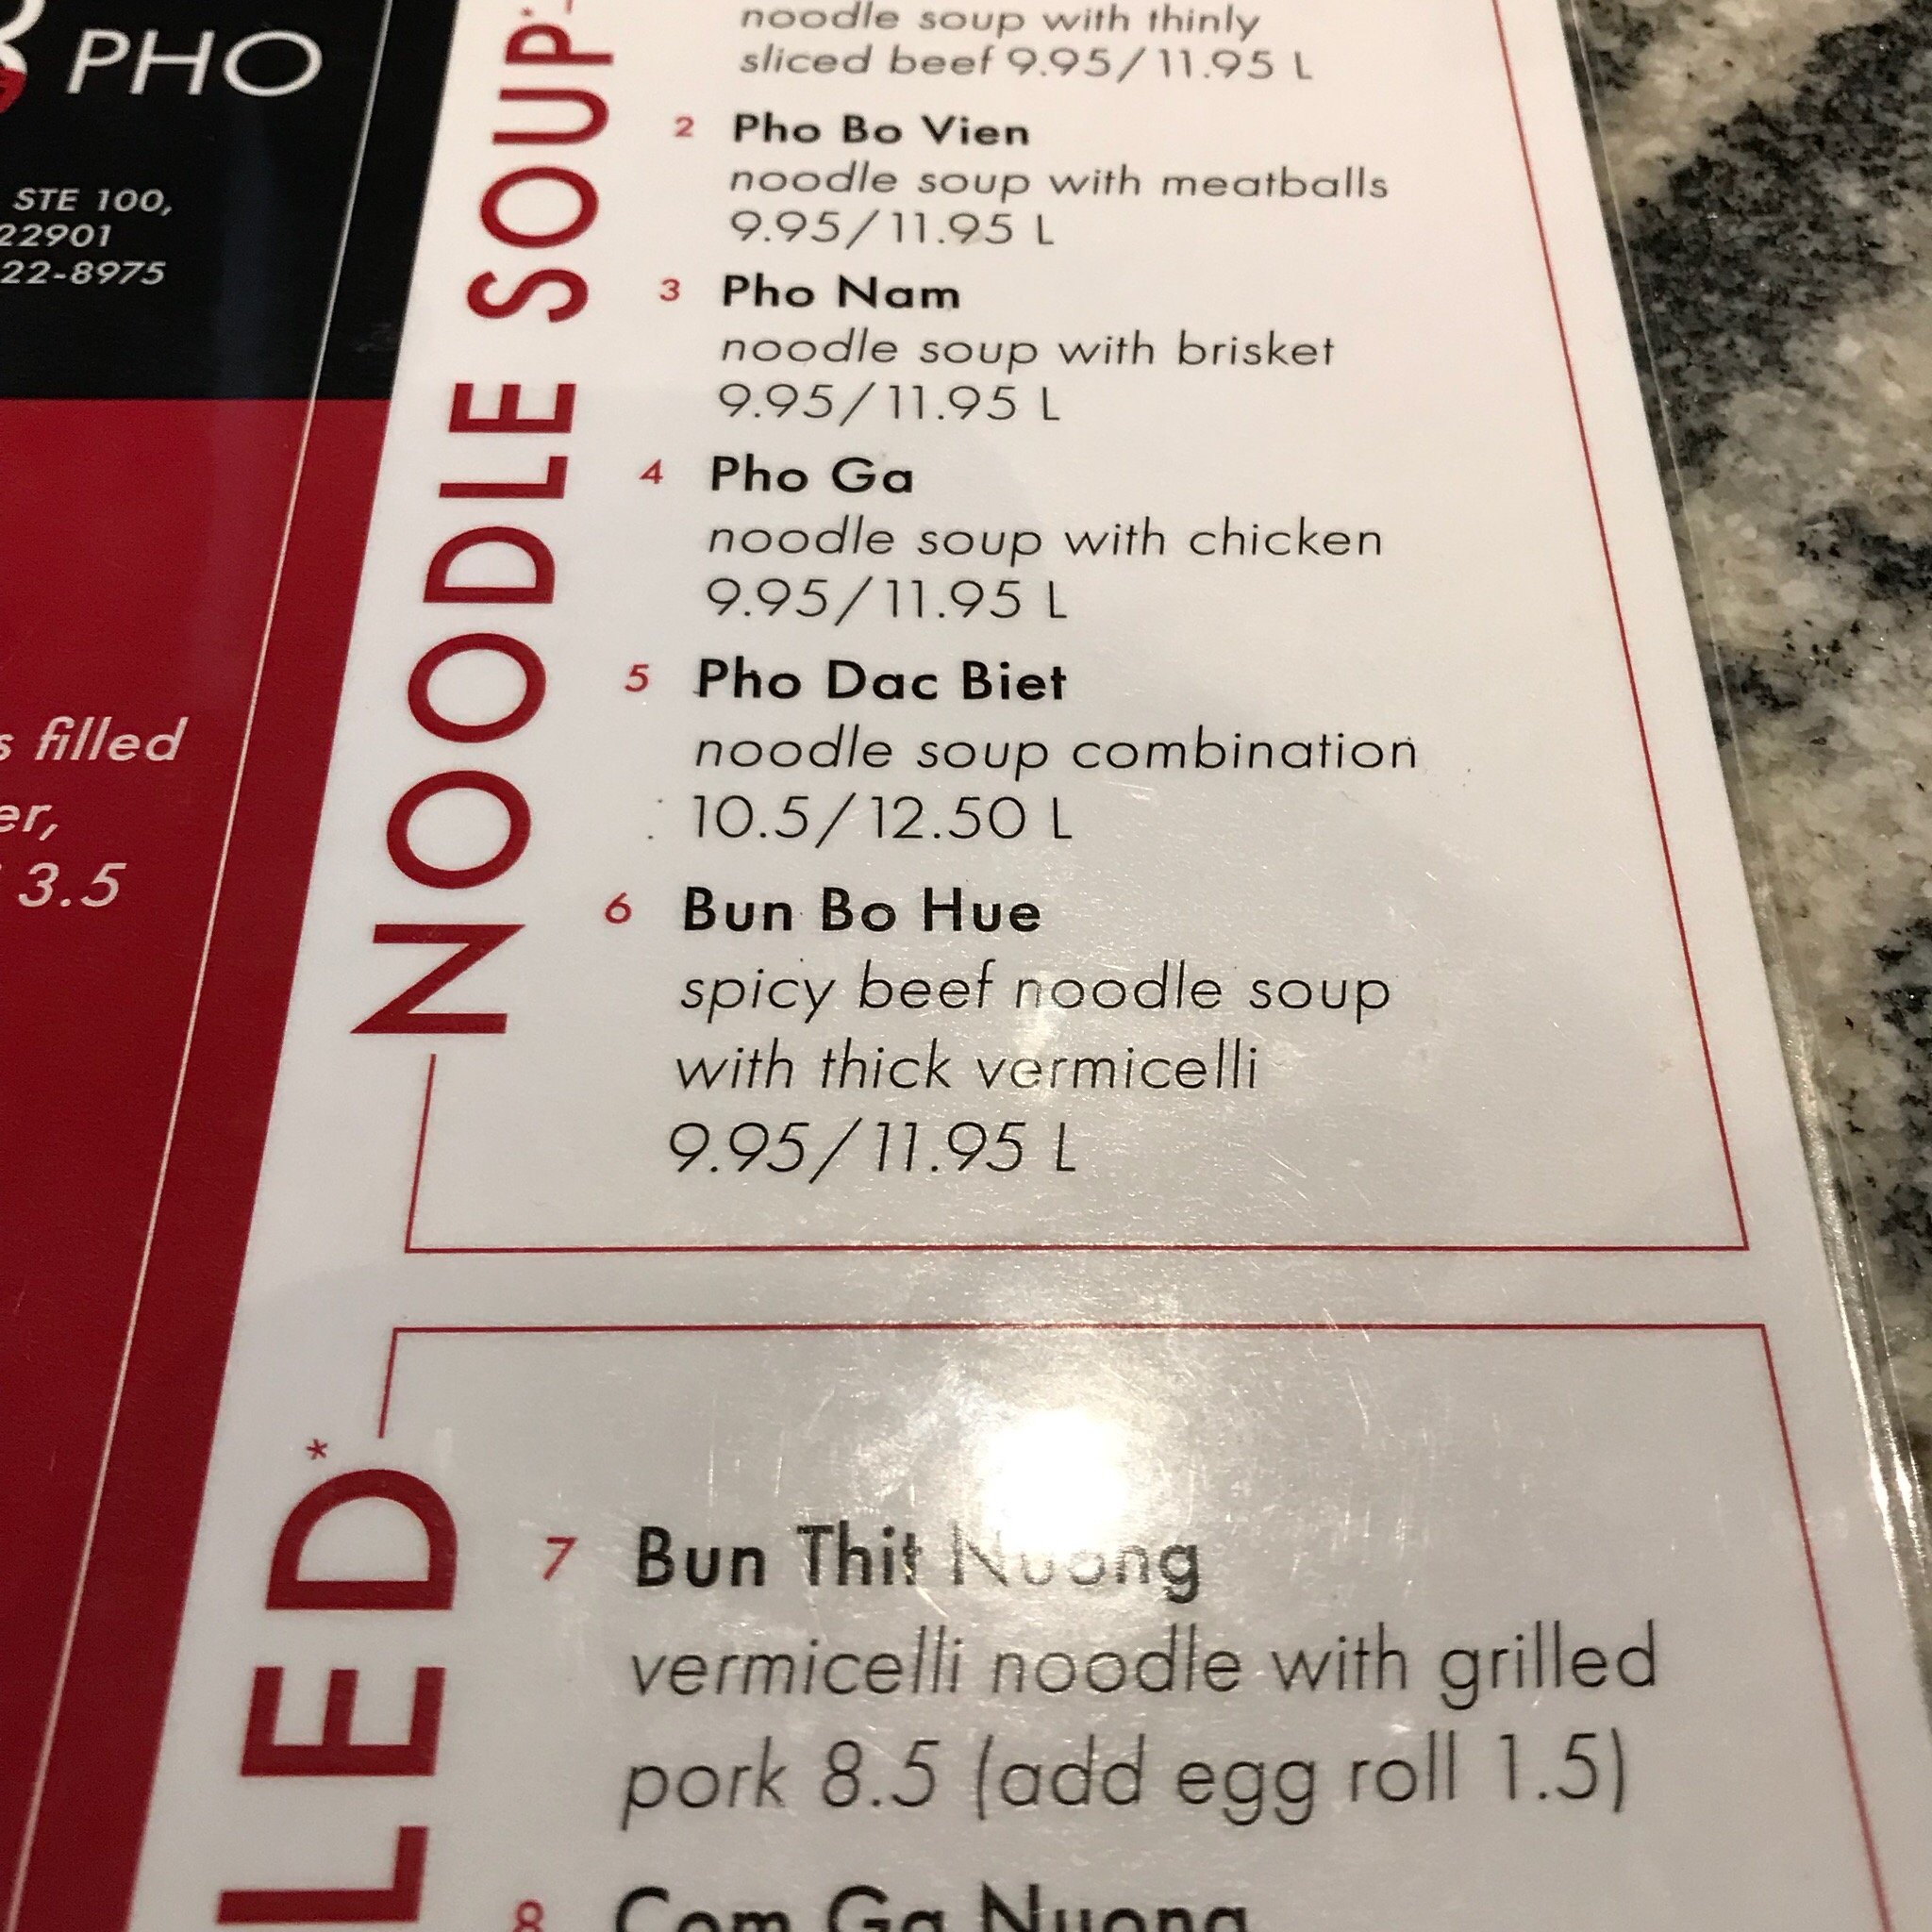 PHO
STE 100,
22901
22-8975
s filled
er,
3.5
NOODLE SOUP*
noodle soup with thinly
sliced beef 9.95/11.95 L
2 Pho Bo Vien
noodle soup with meatballs
9.95/11.95 L
3 Pho Nam
noodle soup with brisket
9.95/11.95 L
4 Pho Ga
noodle soup with chicken
9.95/11.95 L
5 Pho Dac Biet
noodle soup combination
10.5/12.50 L
6 Bun Bo Hue
spicy beef noodle soup
with thick vermicelli
9.95/11.95 L
LED*
7 Bun Thit Nuong
vermicelli noodle with grilled
pork 8.5 (add egg roll 1.5)
8 Com Ga Nuong